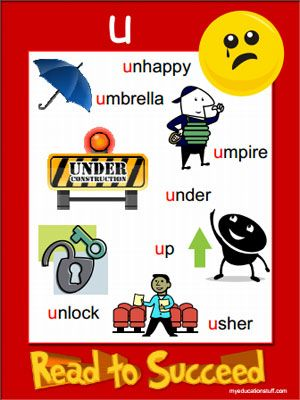 u
unhappy
umbrella
umpire
UNDER
CONSTRUCTION
under
up
unlock
usher
Read to Succeed
myeducationstuff.com